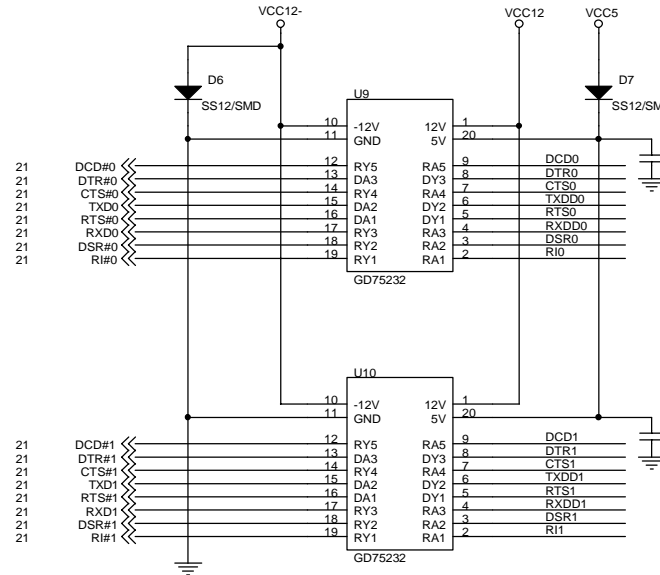 VCC12- VCC12 VCC5
D6 D7
SS12/SMD SS12/SM
U9
10 -12V 12V 1
11 GND 5V 20
21 DCD#0 12 RY5 RA5 9 DCD0
21 DTR#0 13 DA3 DY3 8 DTR0
21 CTS#0 14 RY4 RA4 7 CTS0
21 TXD0 15 DA2 DY2 6 TXDD0
21 RTS#0 16 DA1 DY1 5 RTS0
21 RXD0 17 RY3 RA3 4 RXDD0
21 DSR#0 18 RY2 RA2 3 DSR0
21 RI#0 19 RY1 RA1 2 RI0
GD75232
U10
10 -12V 12V 1
11 GND 5V 20
21 DCD#1 12 RY5 RA5 9 DCD1
21 DTR#1 13 DA3 DY3 8 DTR1
21 CTS#1 14 RY4 RA4 7 CTS1
21 TXD1 15 DA2 DY2 6 TXDD1
21 RTS#1 16 DA1 DY1 5 RTS1
21 RXD1 17 RY3 RA3 4 RXDD1
21 DSR#1 18 RY2 RA2 3 DSR1
21 RI#1 19 RY1 RA1 2 RI1
GD75232